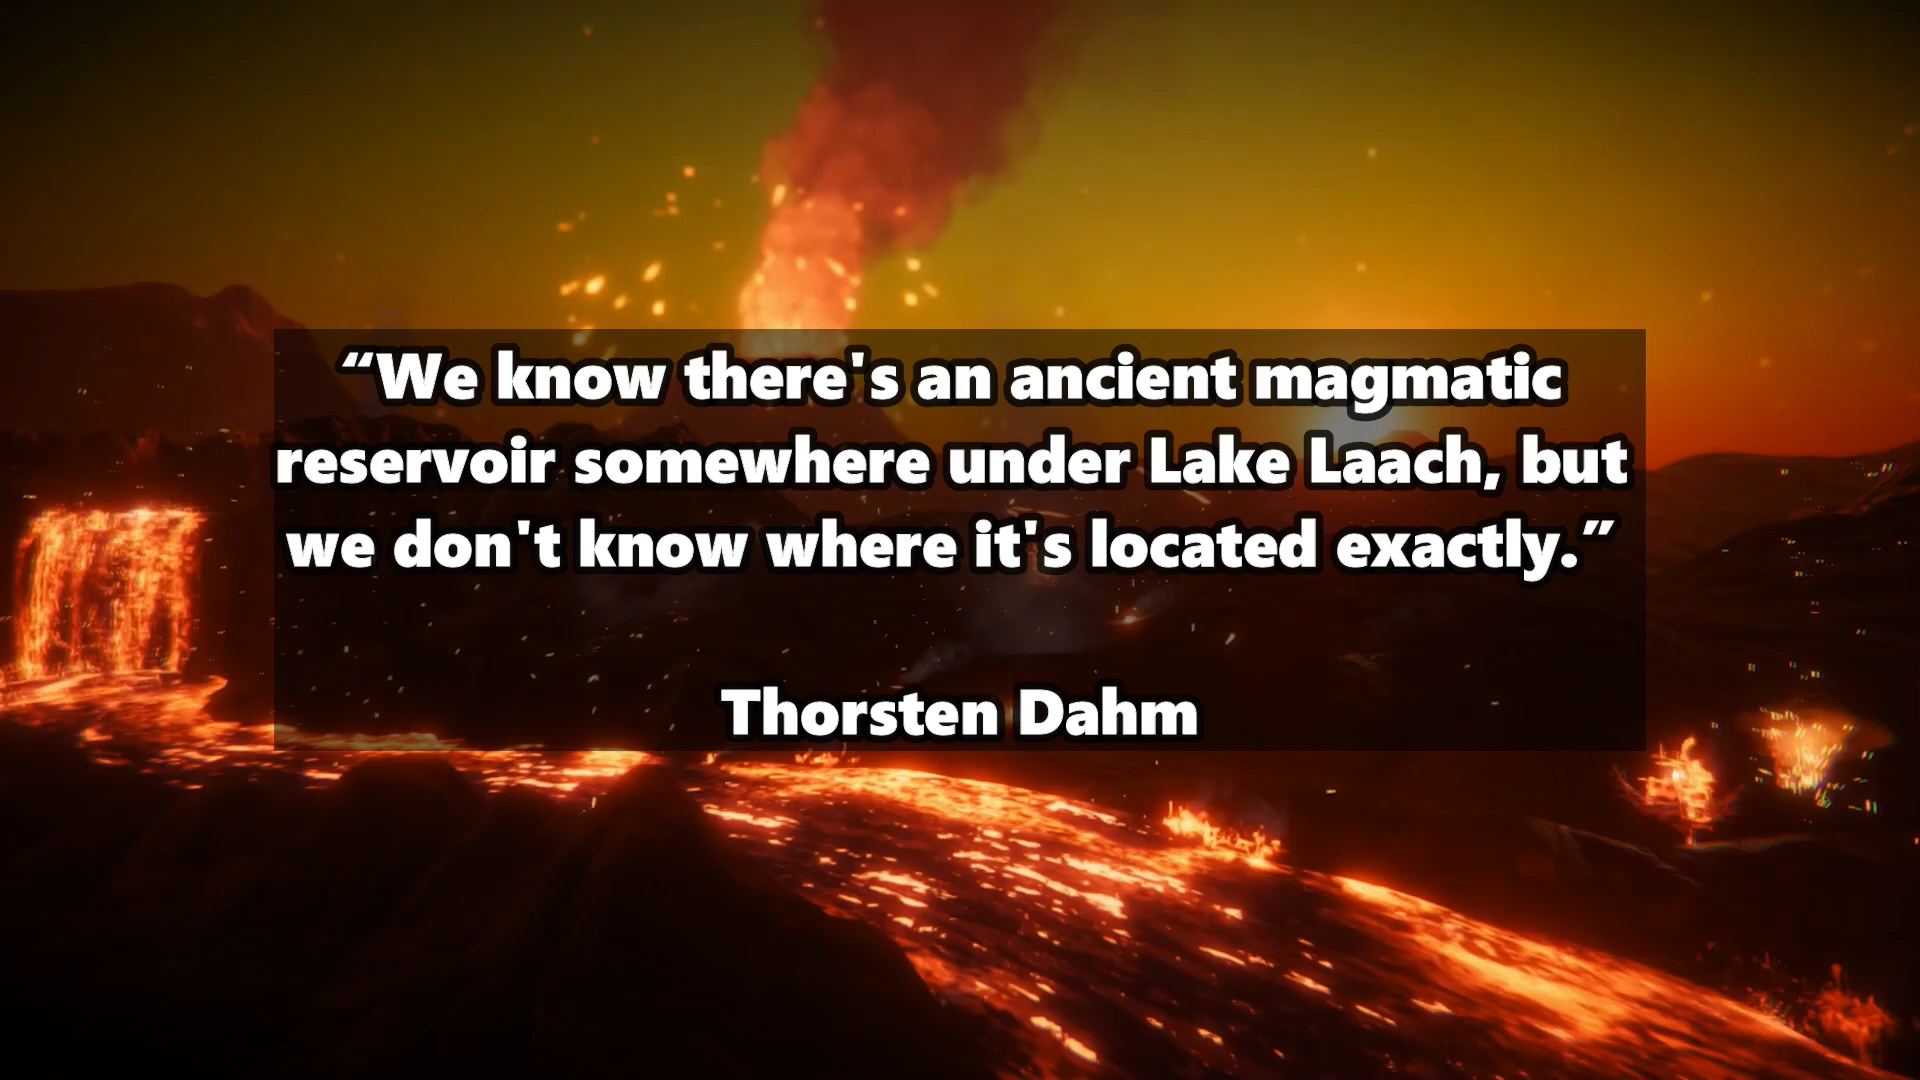 “We know there's an ancient magmatic
reservoir somewhere under Lake Laach, but
we don't know where it's located exactly.”
Thorsten Dahm